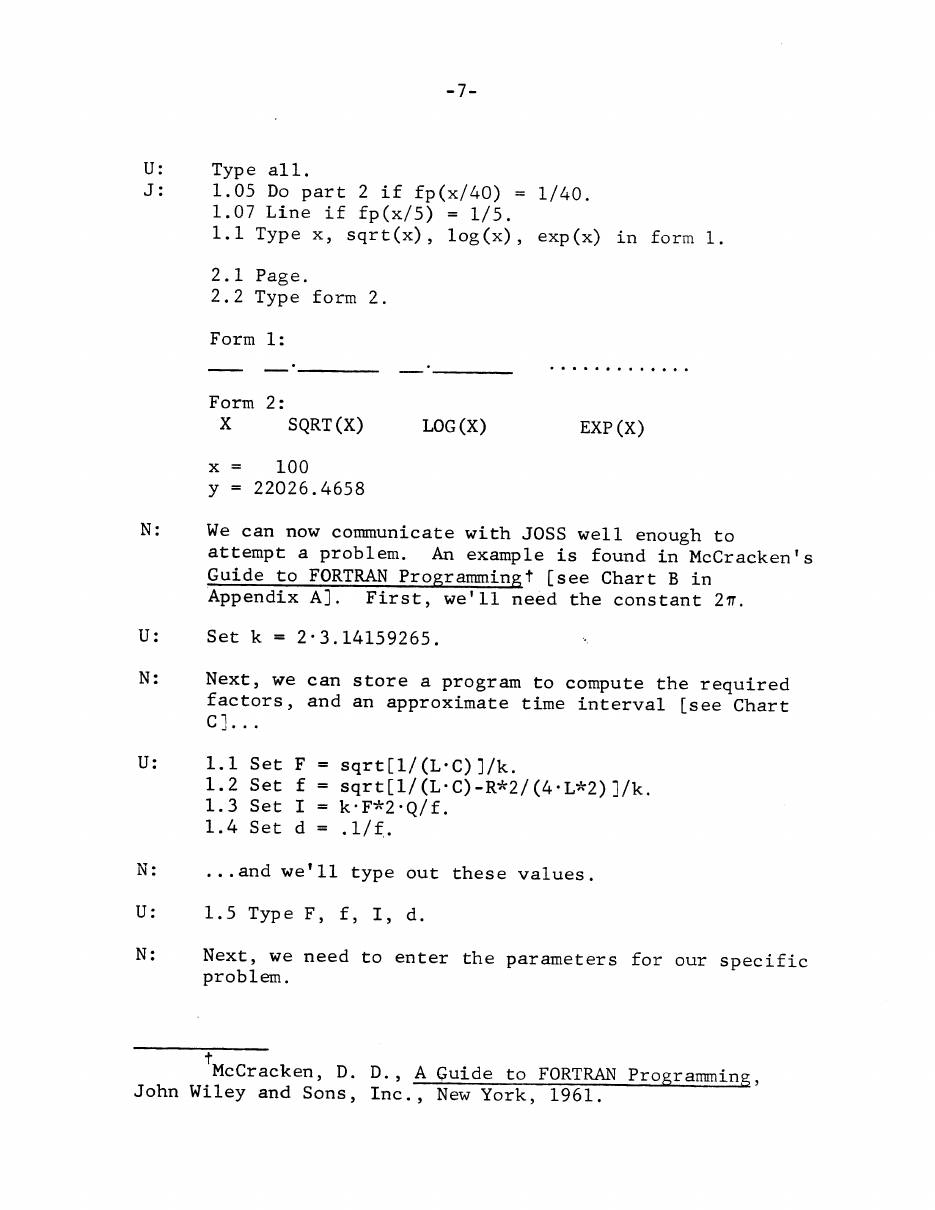 -7-
U: Type all.
J: 1.05 Do part 2 if fp(x/40) = 1/40.
1.07 Line if fp(x/5) = 1/5.
1.1 Type x, sqrt(x), log(x), exp(x) in form 1.
2.1 Page.
2.2 Type form 2.
Form 1:
___ __.______ __.______ .............
Form 2:
X SQRT(X) LOG(X) EXP(X)
x = 100
y = 22026.4658
N: We can now communicate with JOSS well enough to
attempt a problem. An example is found in McCracken's
Guide to FORTRAN Programming† [see Chart B in
Appendix A]. First, we'll need the constant 2π.
U: Set k = 2·3.14159265.
N: Next, we can store a program to compute the required
factors, and an approximate time interval [see Chart
C]...
U: 1.1 Set F = sqrt[1/(L·C)]/k.
1.2 Set f = sqrt[1/(L·C)-R*2/(4·L*2)]/k.
1.3 Set I = k·F*2·Q/f.
1.4 Set d = .1/f.
N: ...and we'll type out these values.
U: 1.5 Type F, f, I, d.
N: Next, we need to enter the parameters for our specific
problem.
†McCracken, D. D., A Guide to FORTRAN Programming,
John Wiley and Sons, Inc., New York, 1961.